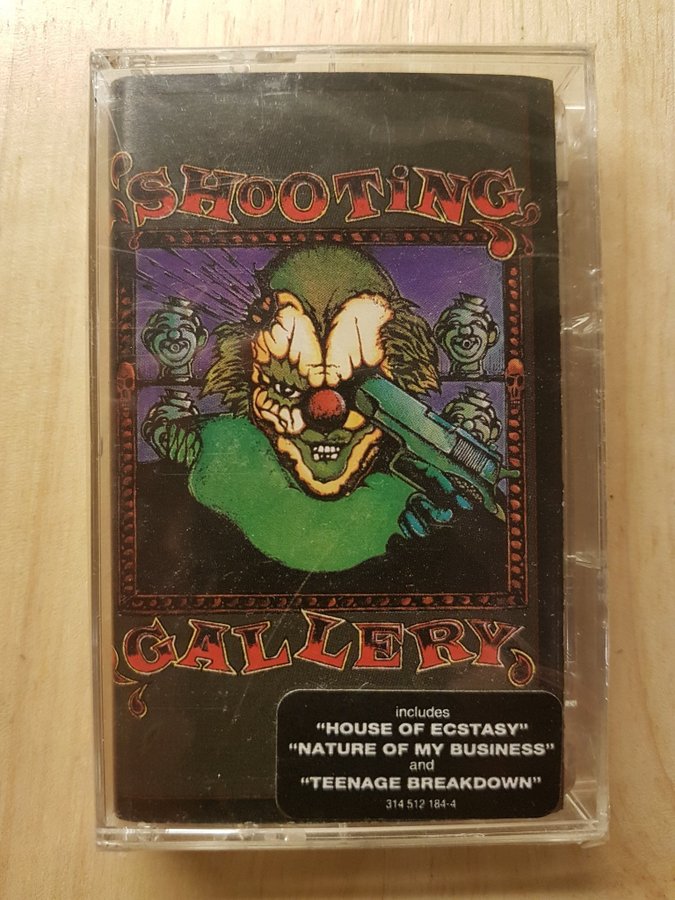 SHOOTiNG
GALLERY
includes
"HOUSE OF ECSTASY"
"NATURE OF MY BUSINESS"
and
"TEENAGE BREAKDOWN"
314 512 184-4